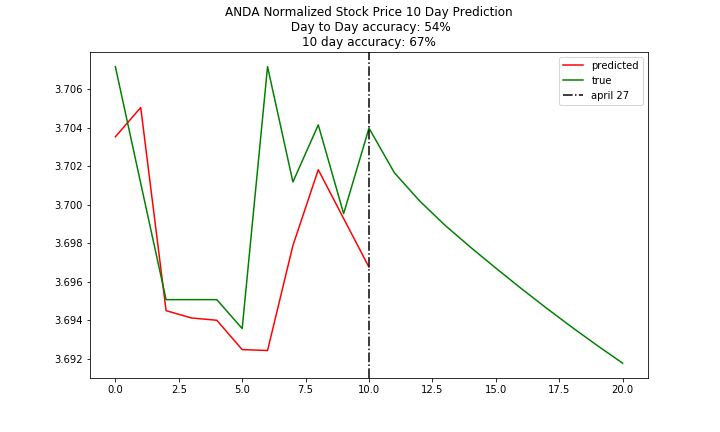 ANDA Normalized Stock Price 10 Day Prediction
Day to Day accuracy: 54%
10 day accuracy: 67%
predicted
true
april 27
3.706
3.704
3.702
3.700
3.698
3.696
3.694
3.692
0.0 2.5 5.0 7.5 10.0 12.5 15.0 17.5 20.0